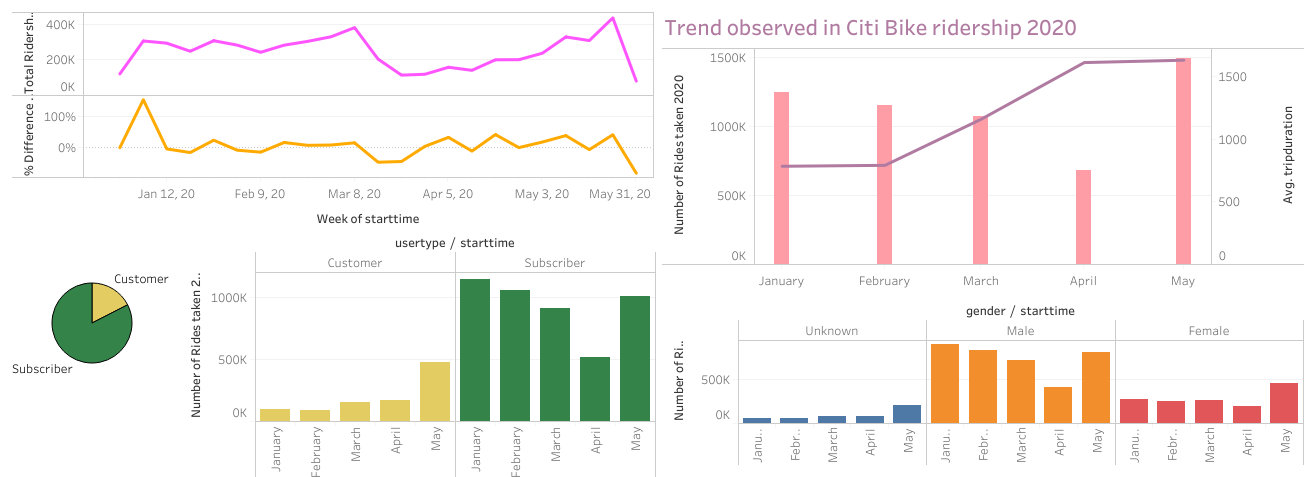 Total Ridersh..
400K
200K
0K
% Difference ..
100%
0%
Jan 12, 20 Feb 9, 20 Mar 8, 20 Apr 5, 20 May 3, 20 May 31, 20
Week of starttime
Customer
Subscriber
usertype / starttime
Customer Subscriber
Number of Rides taken 2..
1000K
500K
0K
January February March April May January February March April May
Trend observed in Citi Bike ridership 2020
Number of Rides taken 2020
1500K
1000K
500K
0K
1500
1000
500
0
Avg. tripduration
January February March April May
gender / starttime
Unknown Male Female
Number of Ri..
500K
0K
Janu.. Febr.. March April May Janu.. Febr.. March April May Janu.. Febr.. March April May